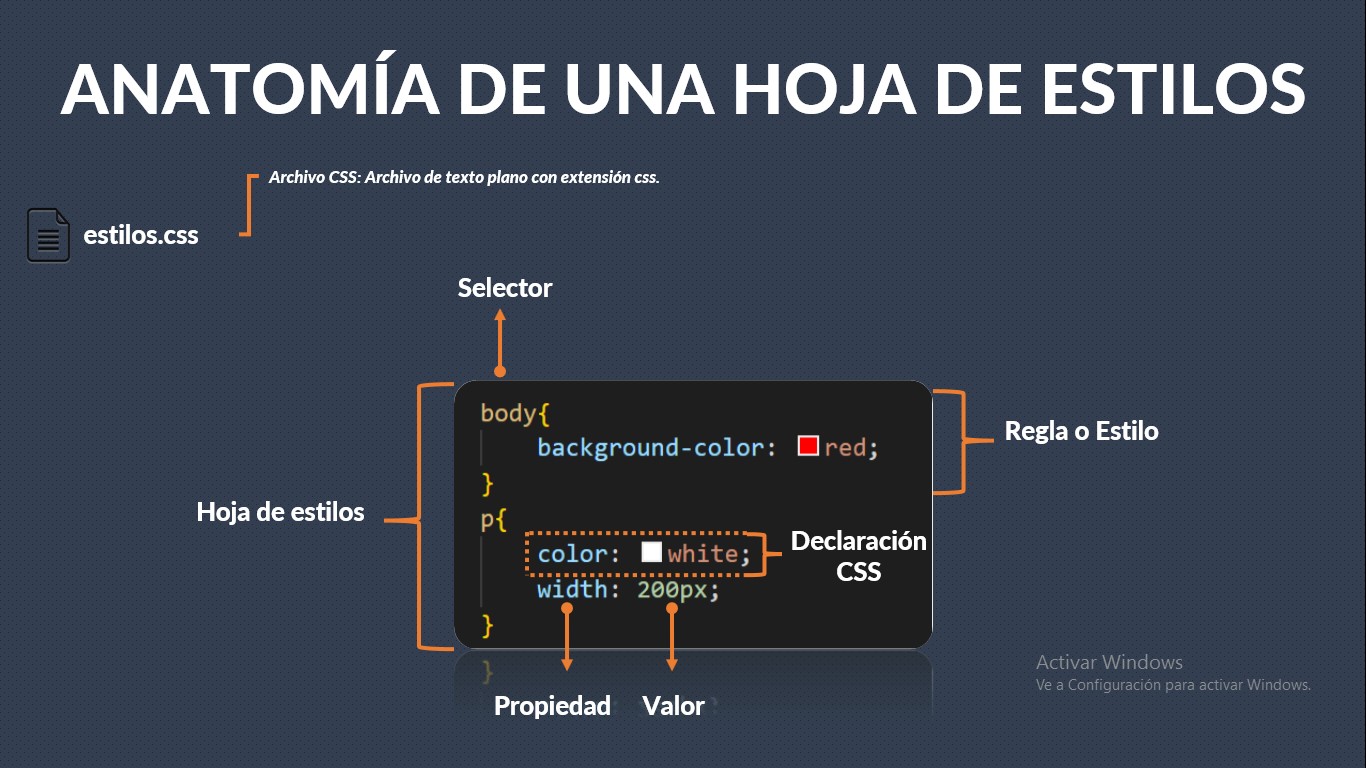 ANATOMÍA DE UNA HOJA DE ESTILOS
Archivo CSS: Archivo de texto plano con extensión css.
estilos.css
Selector
body{
background-color: red;
}
Regla o Estilo
Hoja de estilos
p{
color: white;
Declaración
CSS
width: 200px;
}
}
Propiedad
Valor
Activar Windows
Ve a Configuración para activar Windows.